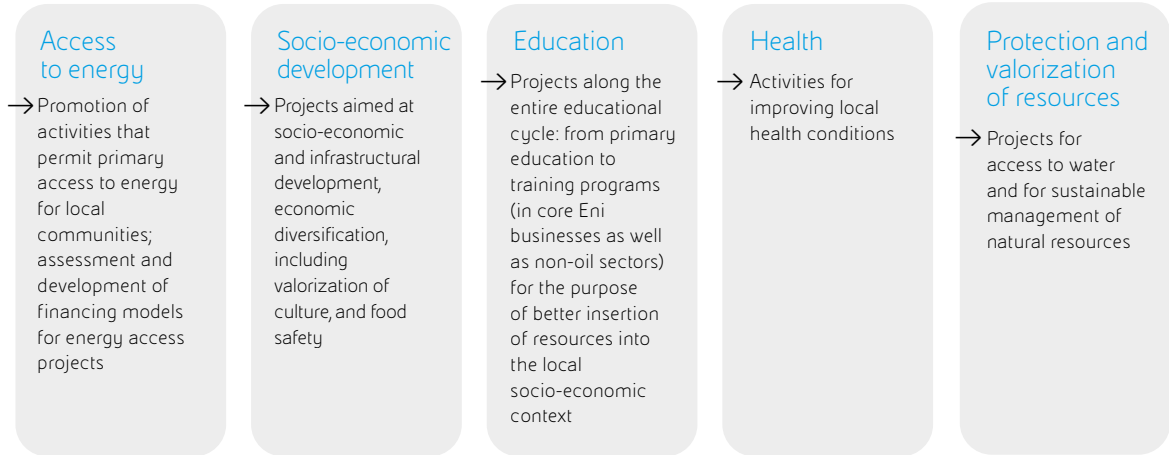 Access
to energy
→ Promotion of
activities that
permit primary
access to energy
for local
communities;
assessment and
development of
financing models
for energy access
projects
Socio-economic
development
→ Projects aimed at
socio-economic
and infrastructural
development,
economic
diversification,
including
valorization of
culture, and food
safety
Education
→ Projects along the
entire educational
cycle: from primary
education to
training programs
(in core Eni
businesses as well
as non-oil sectors)
for the purpose
of better insertion
of resources into
the local
socio-economic
context
Health
→ Activities for
improving local
health conditions
Protection and
valorization
of resources
→ Projects for
access to water
and for sustainable
management of
natural resources